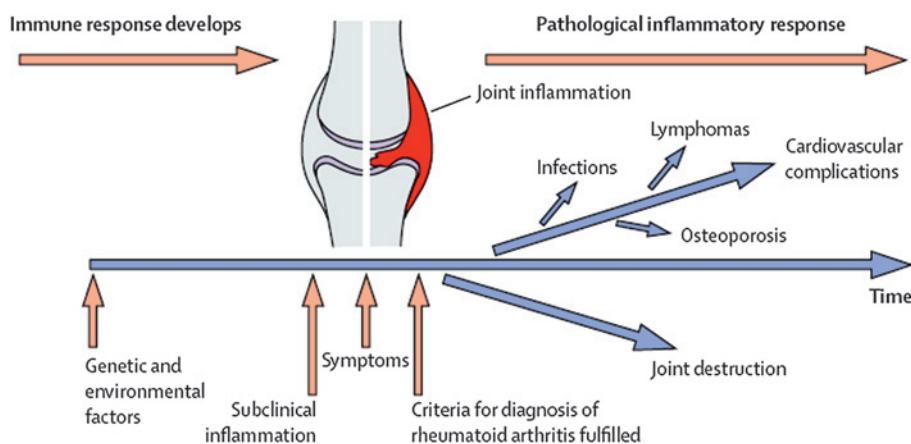 Immune response develops
Pathological inflammatory response
Joint inflammation
Lymphomas
Infections
Cardiovascular
complications
Osteoporosis
Time
Genetic and
environmental
factors
Subclinical
inflammation
Symptoms
Criteria for diagnosis of
rheumatoid arthritis fulfilled
Joint destruction